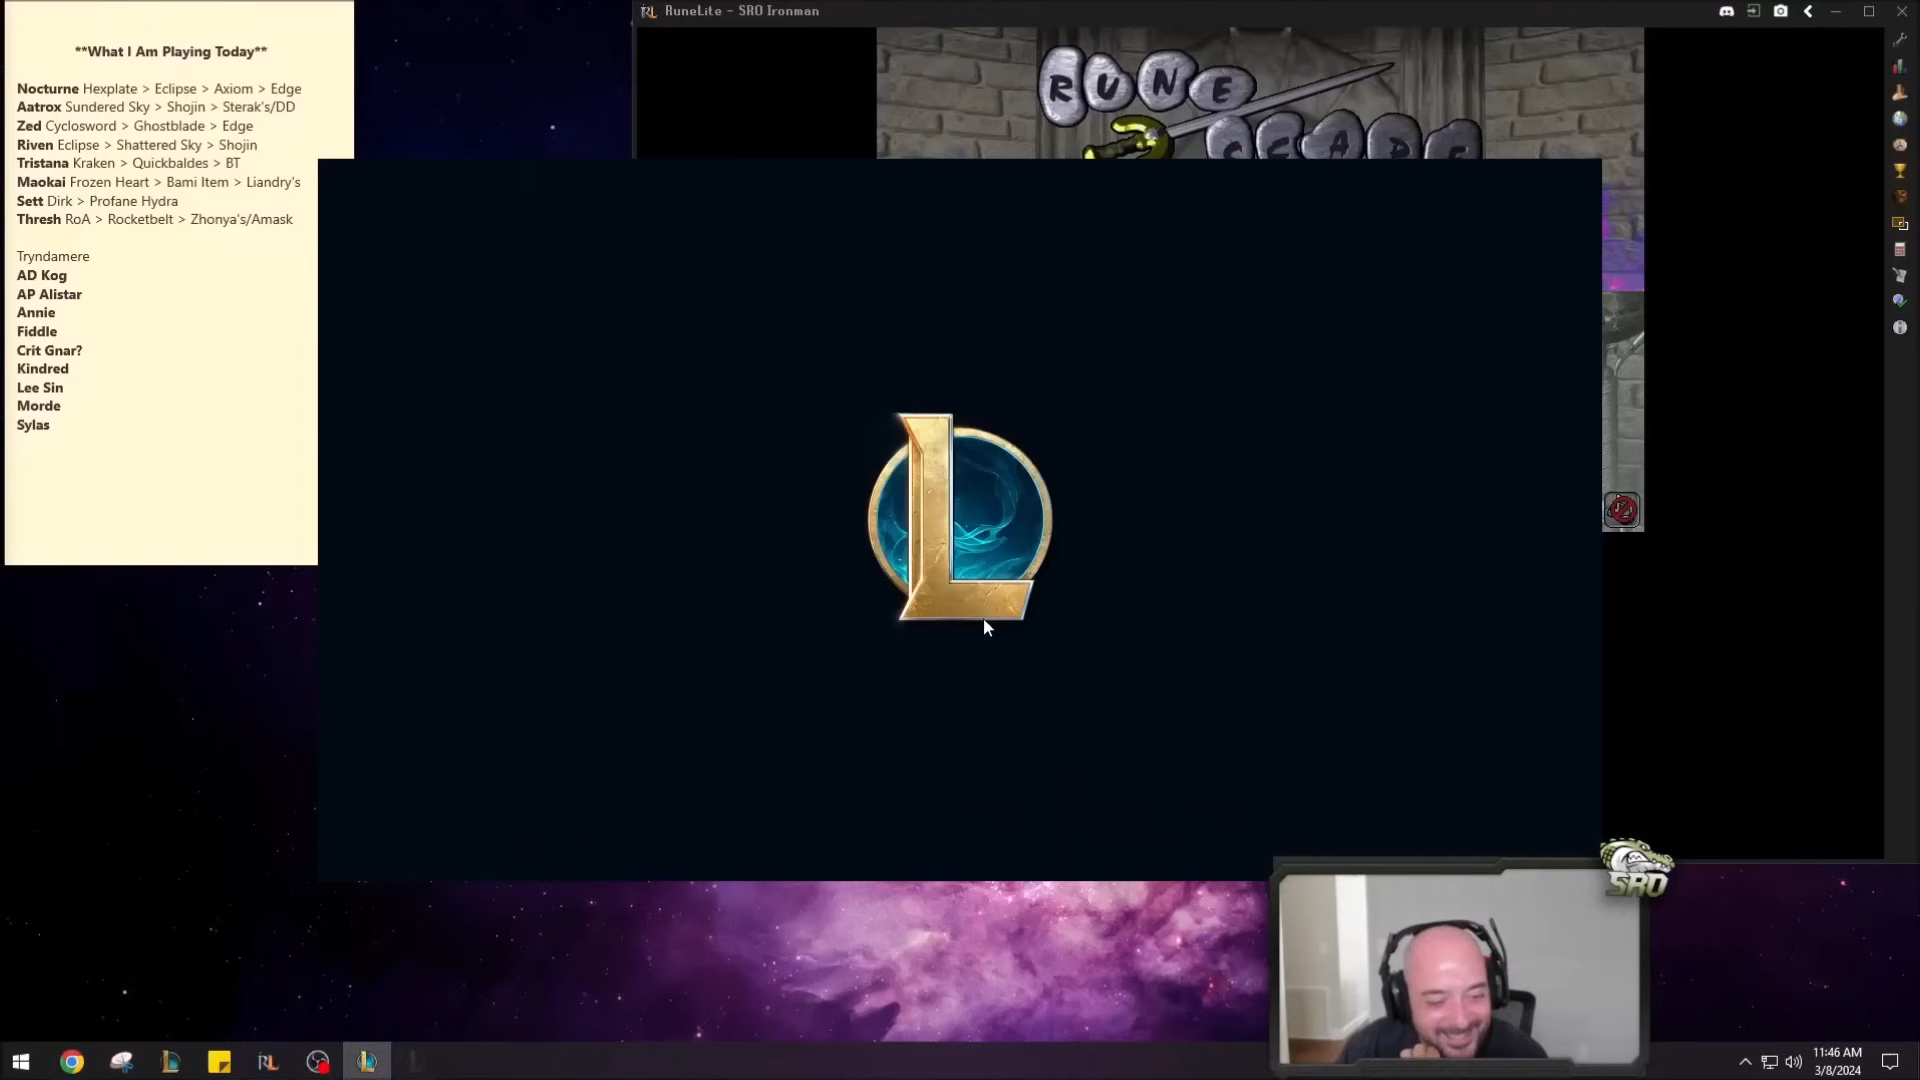 **What I Am Playing Today**
Nocturne Hexplate > Eclipse > Axiom > Edge
Aatrox Sundered Sky > Shojin > Sterak's/DD
Zed Cyclosword > Ghostblade > Edge
Riven Eclipse > Shattered Sky > Shojin
Tristana Kraken > Quickbaldes > BT
Maokai Frozen Heart > Bami Item > Liandry's
Sett Dirk > Profane Hydra
Thresh RoA > Rocketbelt > Zhonya's/Amask
Tryndamere
AD Kog
AP Alistar
Annie
Fiddle
Crit Gnar?
Kindred
Lee Sin
Morde
Sylas
RL RuneLite - SRO Ironman
RUNE
SCAPE
L
SRO
RL
11:46 AM
3/8/2024